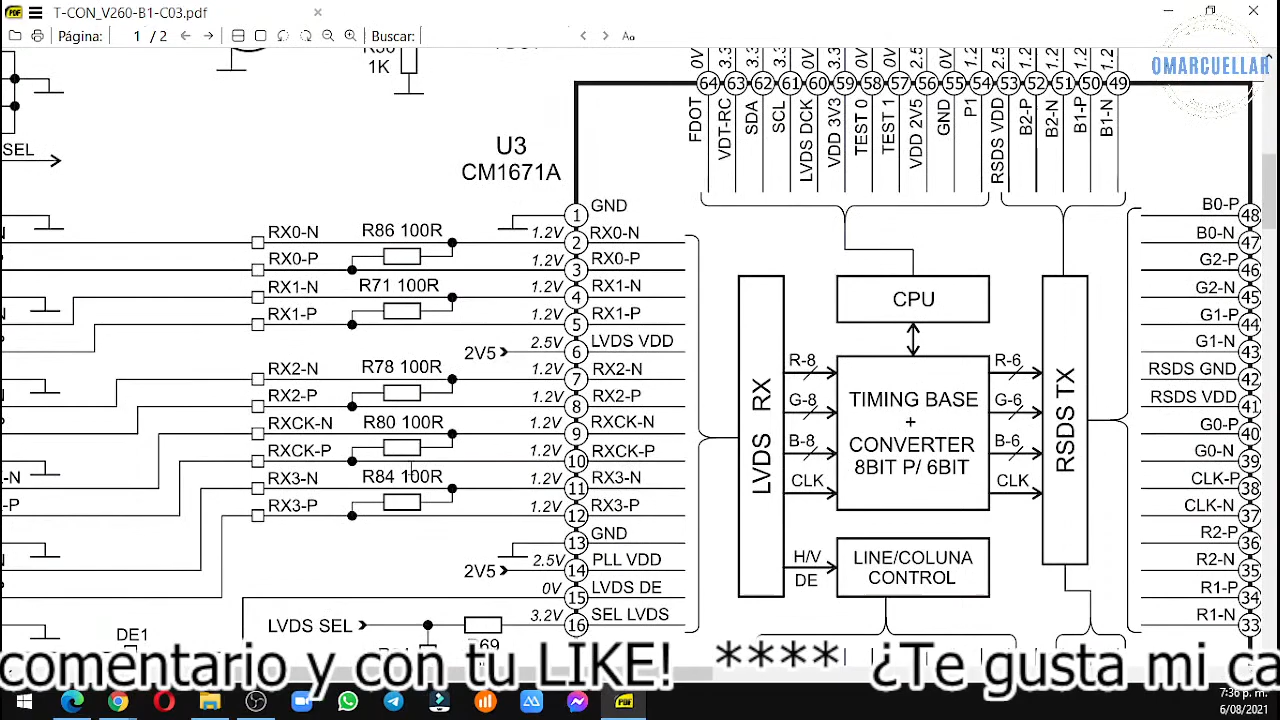 T-CON_V260-B1-C03.pdf
Página: 1 / 2 Buscar: Aa
OMARCUELLAR
1K
SEL
U3
CM1671A
0V 3.3 0V 0V 2.5 0V 2.5 1.2 1.2 1.2 1.2
64 63 62 61 60 59 58 57 56 55 54 53 52 51 50 49
FDOT VDT-RC SDA SCL LVDS DCK VDD 3V3 TEST 0 TEST 1 VDD 2V5 GND P1 RSDS VDD B2-P B2-N B1-P B1-N
1 GND
RX0-N R86 100R 1.2V 2 RX0-N
RX0-P 1.2V 3 RX0-P
RX1-N R71 100R 1.2V 4 RX1-N
RX1-P 1.2V 5 RX1-P
2V5 2.5V 6 LVDS VDD
RX2-N R78 100R 1.2V 7 RX2-N
RX2-P 1.2V 8 RX2-P
RXCK-N R80 100R 1.2V 9 RXCK-N
RXCK-P 1.2V 10 RXCK-P
-N RX3-N R84 100R 1.2V 11 RX3-N
P RX3-P 1.2V 12 RX3-P
13 GND
2V5 2.5V 14 PLL VDD
0V 15 LVDS DE
LVDS SEL 3.2V 16 SEL LVDS
DE1
CPU
LVDS RX
R-8
G-8
B-8
CLK
H/V
DE
TIMING BASE
+
CONVERTER
8BIT P/ 6BIT
R-6
G-6
B-6
CLK
RSDS TX
LINE/COLUNA
CONTROL
B0-P 48
B0-N 47
G2-P 46
G2-N 45
G1-P 44
G1-N 43
RSDS GND 42
RSDS VDD 41
G0-P 40
G0-N 39
CLK-P 38
CLK-N 37
R2-P 36
R2-N 35
R1-P 34
R1-N 33
comentario y con tu LIKE! **** ¿Te gusta mi ca
7:36 p. m.
6/08/2021